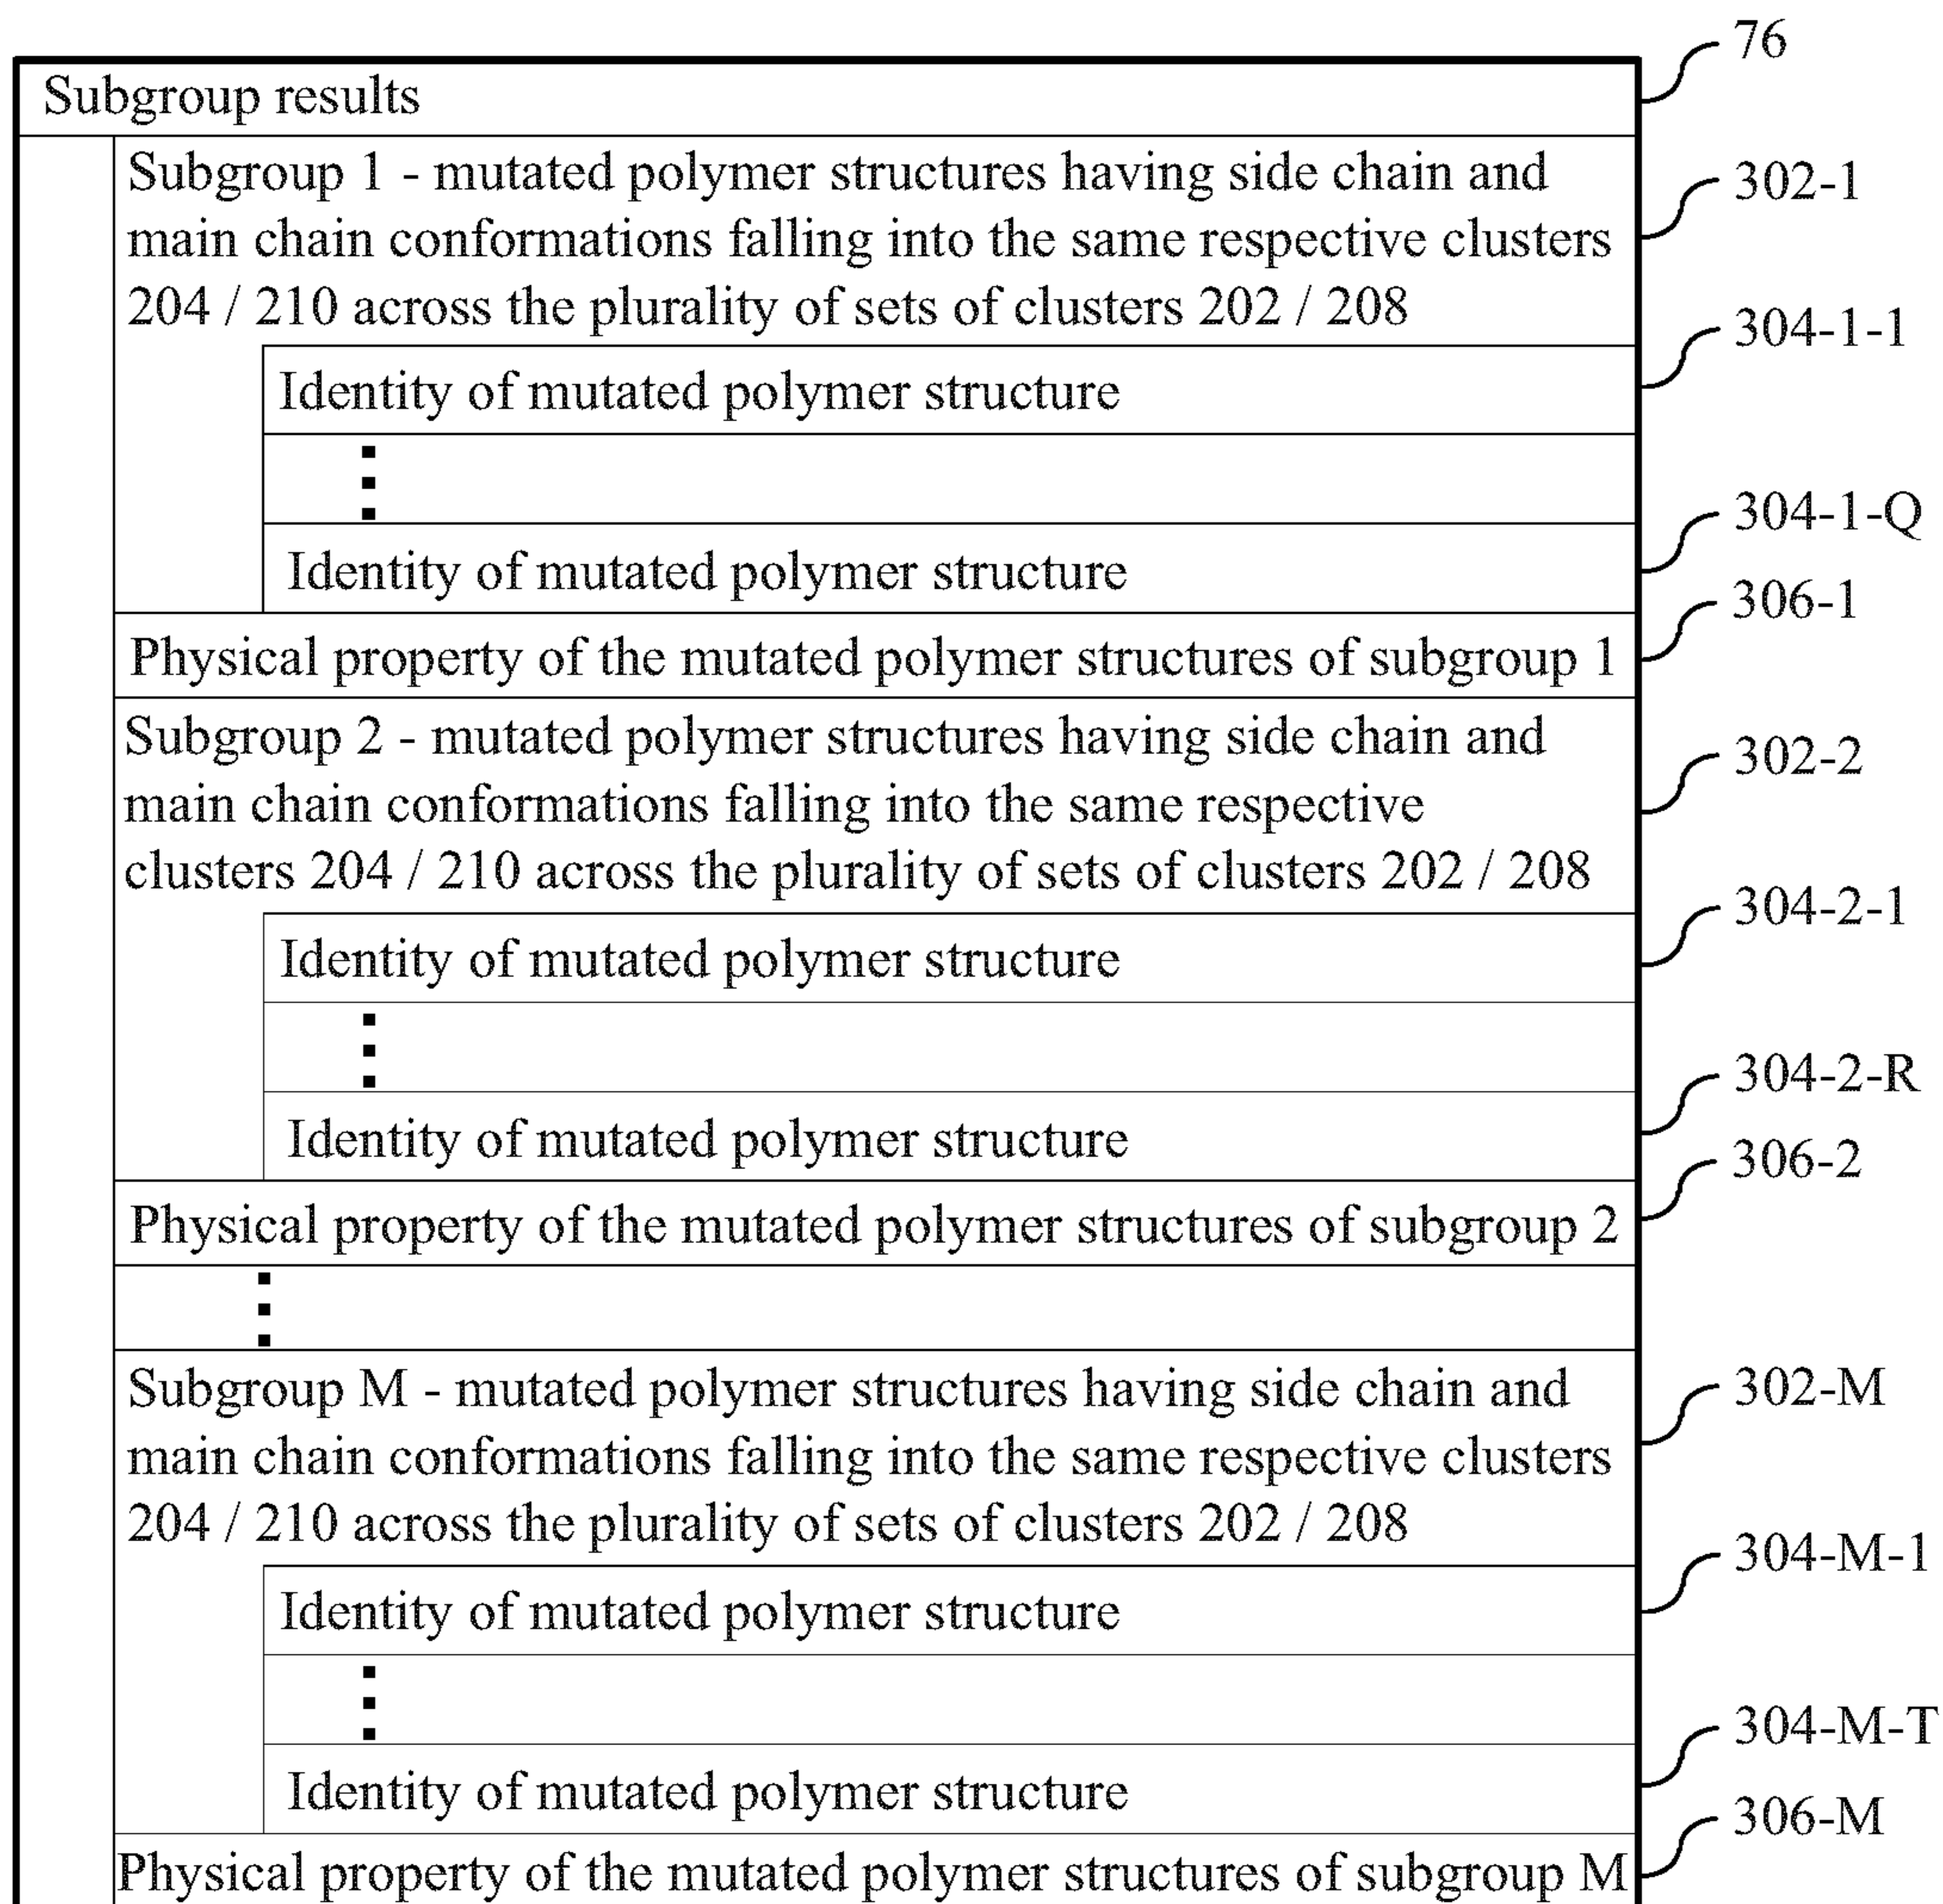 76
Subgroup results
Subgroup 1 - mutated polymer structures having side chain and
302-1
main chain conformations falling into the same respective clusters
204 / 210 across the plurality of sets of clusters 202 / 208
304-1-1
Identity of mutated polymer structure
304-1-Q
Identity of mutated polymer structure
306-1
Physical property of the mutated polymer structures of subgroup 1
Subgroup 2 - mutated polymer structures having side chain and
302-2
main chain conformations falling into the same respective
clusters 204 / 210 across the plurality of sets of clusters 202 / 208
304-2-1
Identity of mutated polymer structure
304-2-R
Identity of mutated polymer structure
306-2
Physical property of the mutated polymer structures of subgroup 2
Subgroup M - mutated polymer structures having side chain and
302-M
main chain conformations falling into the same respective clusters
204 / 210 across the plurality of sets of clusters 202 / 208
304-M-1
Identity of mutated polymer structure
304-M-T
Identity of mutated polymer structure
306-M
Physical property of the mutated polymer structures of subgroup M